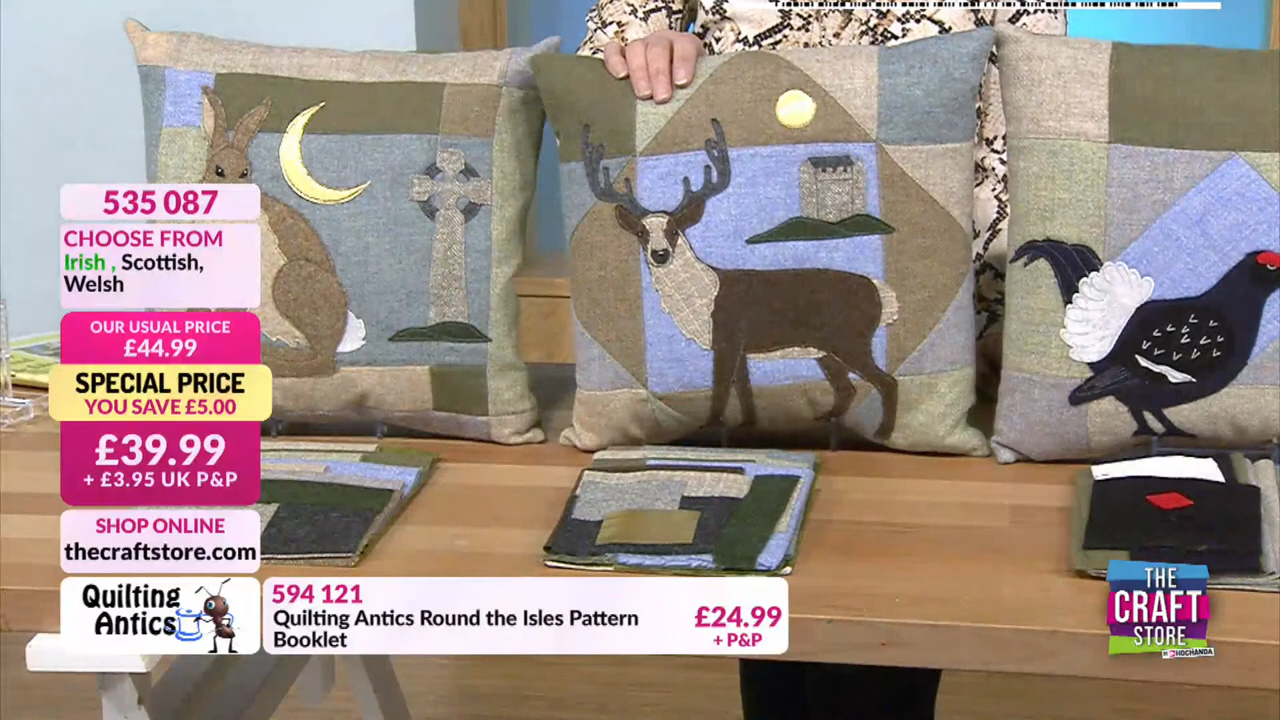 535 087
CHOOSE FROM
Irish , Scottish,
Welsh
OUR USUAL PRICE
£44.99
SPECIAL PRICE
YOU SAVE £5.00
£39.99
+ £3.95 UK P&P
SHOP ONLINE
thecraftstore.com
Quilting
Antics
594 121
Quilting Antics Round the Isles Pattern
Booklet
£24.99
+ P&P
THE
CRAFT
STORE
HOCHANDA